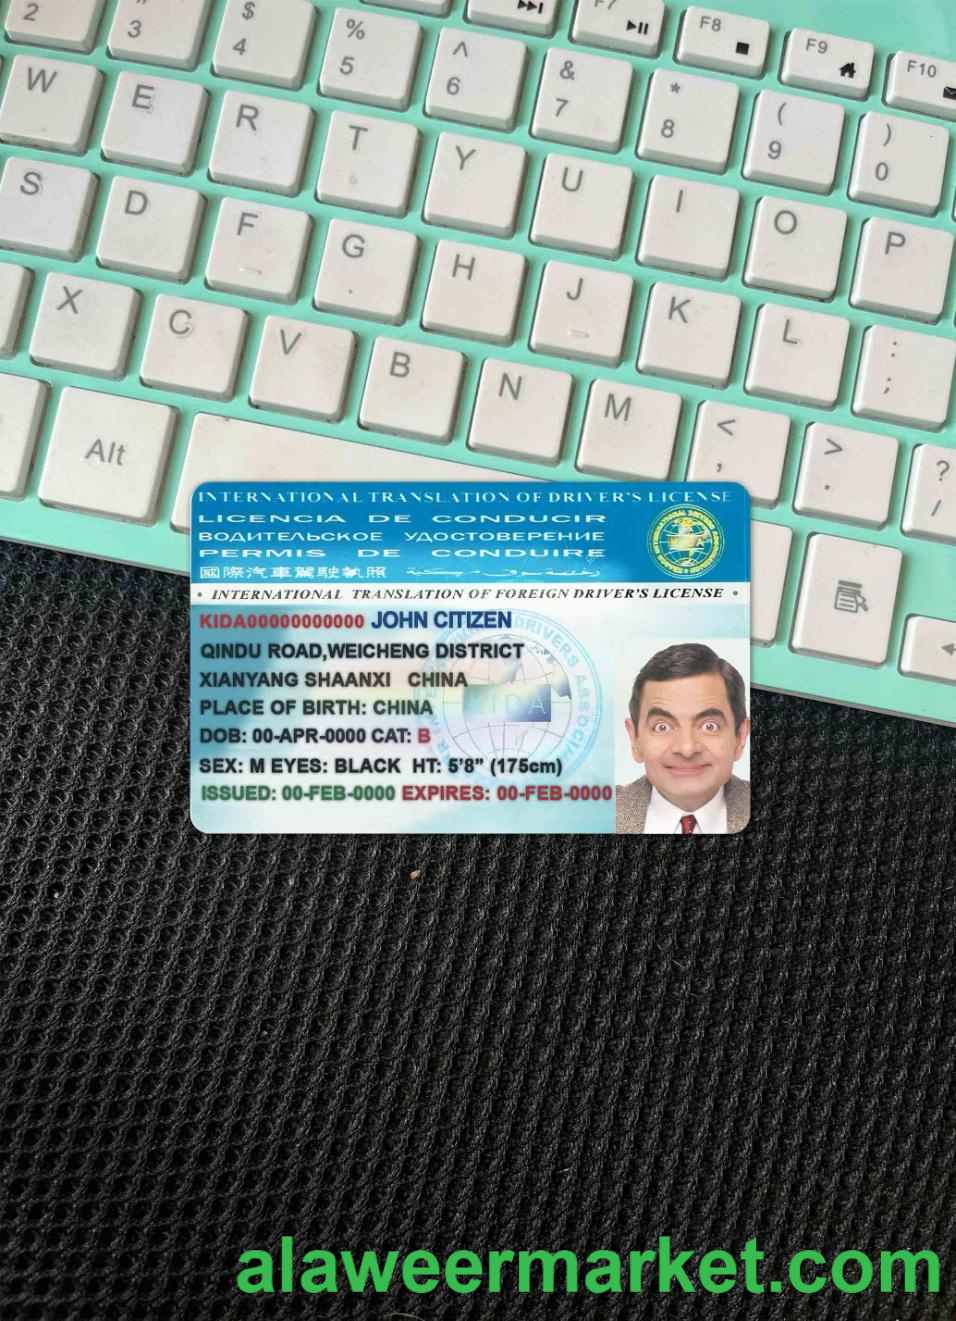 2 3 $ 4 % 5 ^ 6 & 7 * 8 ( 9 ) 0
F7 F8 F9 F10
W E R T Y U I O P
S D F G H J K L : ;
X C V B N M < , > . ? /
Alt
INTERNATIONAL TRANSLATION OF DRIVER'S LICENSE
LICENCIA DE CONDUCIR
ВОДИТЕЛЬСКОЕ УДОСТОВЕРЕНИЕ
PERMIS DE CONDUIRE
國際汽車駕駛執照
• INTERNATIONAL TRANSLATION OF FOREIGN DRIVER'S LICENSE •
KIDA00000000000 JOHN CITIZEN
QINDU ROAD,WEICHENG DISTRICT
XIANYANG SHAANXI CHINA
PLACE OF BIRTH: CHINA
DOB: 00-APR-0000 CAT: B
SEX: M EYES: BLACK HT: 5'8" (175cm)
ISSUED: 00-FEB-0000 EXPIRES: 00-FEB-0000
alaweermarket.com